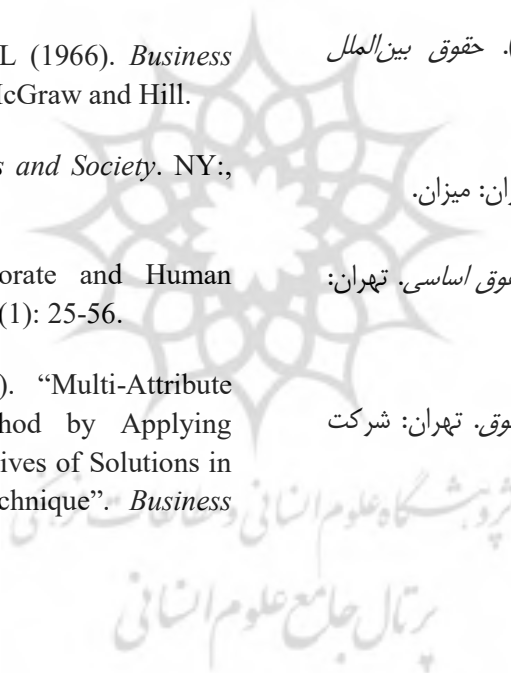 L (1966). Business
McGraw and Hill.
s and Society. NY:,
orate and Human
(1): 25-56.
). “Multi-Attribute
hod by Applying
ives of Solutions in
chnique”. Business
). حقوق بین‌الملل
ران: میزان.
قوق اساسی. تهران:
وق. تهران: شرکت
پژوهشگاه علوم انسانی و مطالعات فرهنگی
پرتال جامع علوم انسانی